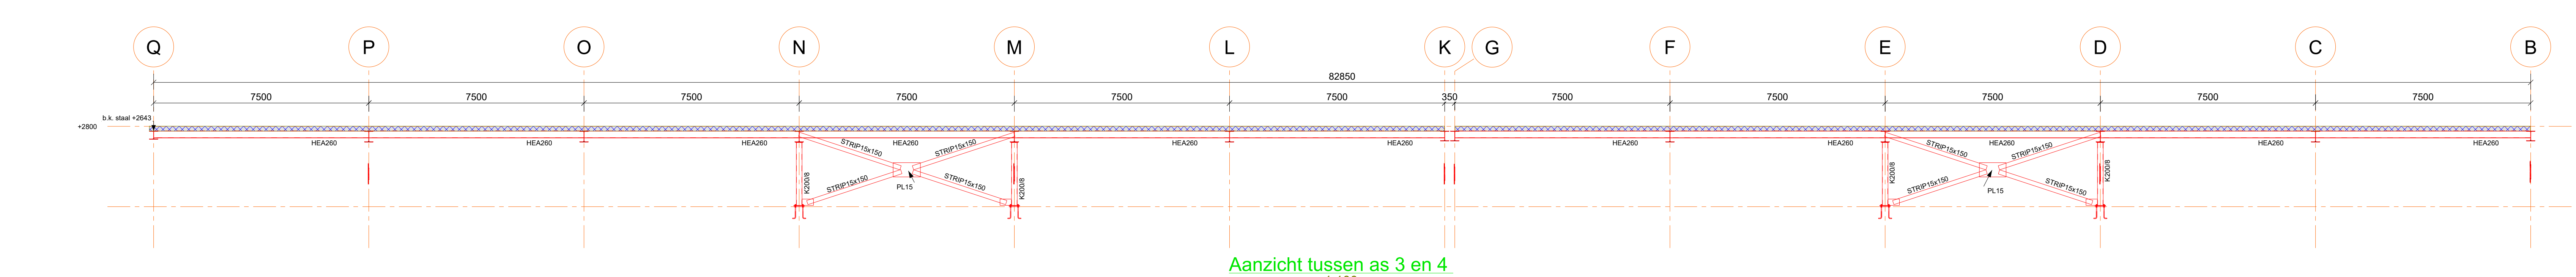 Q P O N M L K G F E D C B
82850
7500 7500 7500 7500 7500 7500 350 7500 7500 7500 7500 7500
b.k. staal +2643
+2800
HEA260 HEA260 HEA260 HEA260 HEA260 HEA260 HEA260 HEA260 HEA260 HEA260 HEA260
STRIP15x150 STRIP15x150 STRIP15x150 STRIP15x150
K200/8 STRIP15x150 STRIP15x150 K200/8 K200/8 STRIP15x150 STRIP15x150 K200/8
PL15 PL15
Aanzicht tussen as 3 en 4